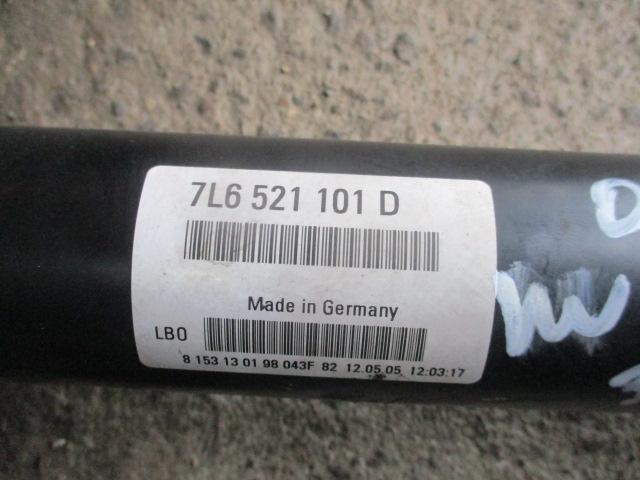 7L6 521 101 D
Made in Germany
LBO
8 153 13 01 98 043F 82 12.05.05 12:03:17